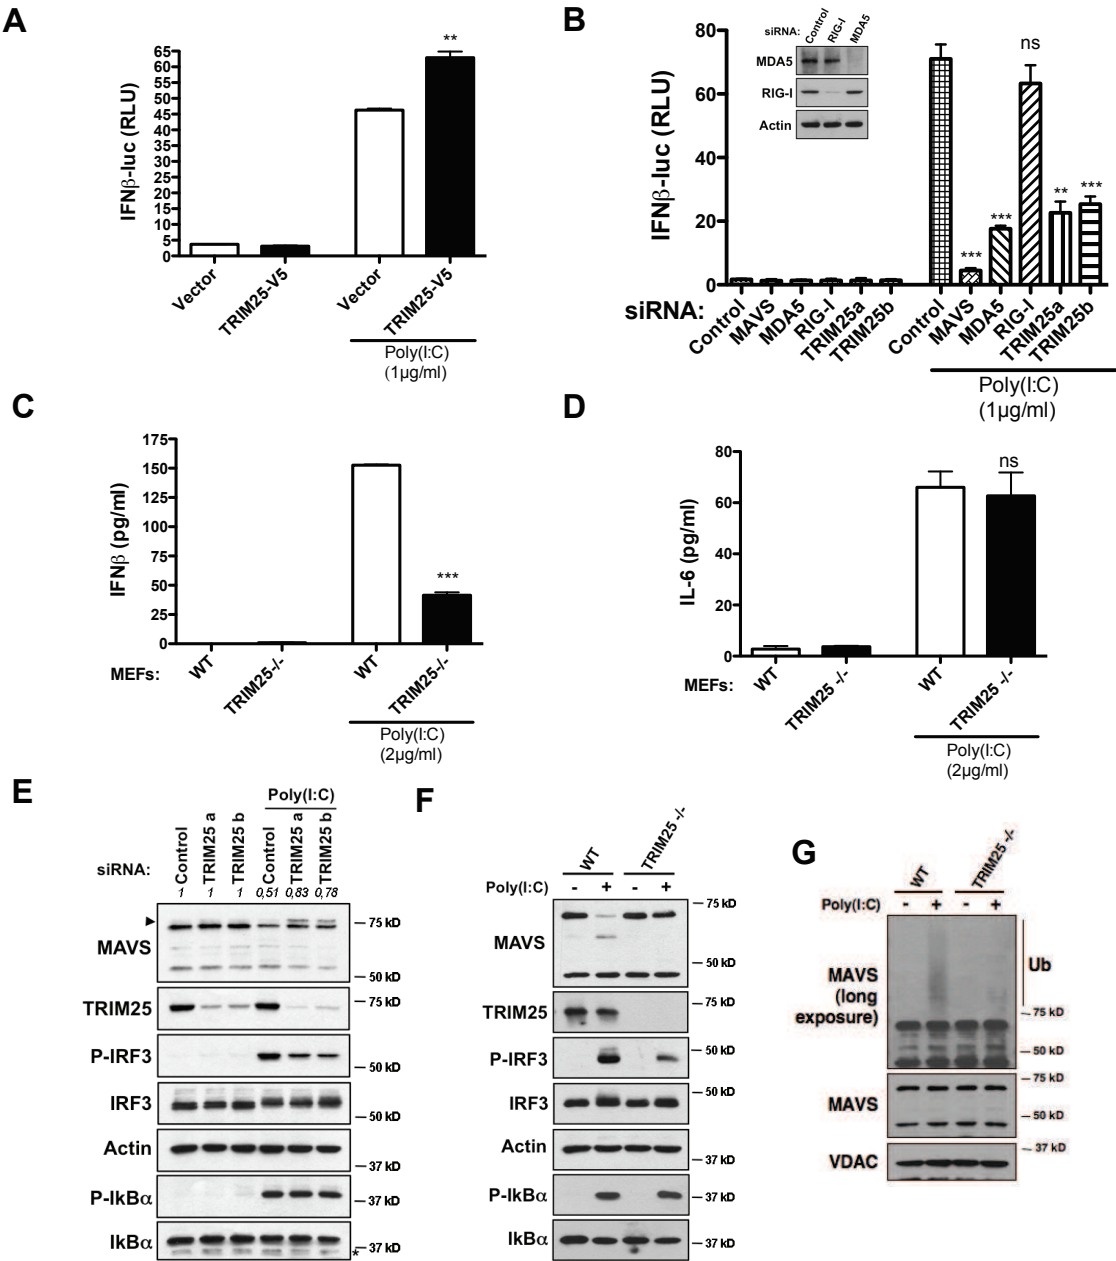 A
IFNβ-luc (RLU)
65
60
55
50
45
40
35
30
25
20
15
10
5
0
**
Vector
TRIM25-V5
Vector
TRIM25-V5
Poly(I:C)
(1µg/ml)
B
IFNβ-luc (RLU)
80
60
40
20
0
siRNA:
Control
RIG-I
MDA5
MDA5
RIG-I
Actin
***
***
ns
**
***
siRNA:
Control
MAVS
MDA5
RIG-I
TRIM25a
TRIM25b
Control
MAVS
MDA5
RIG-I
TRIM25a
TRIM25b
Poly(I:C)
(1µg/ml)
C
IFNβ (pg/ml)
175
150
125
100
75
50
25
0
***
MEFs:
WT
TRIM25-/-
WT
TRIM25-/-
Poly(I:C)
(2µg/ml)
D
IL-6 (pg/ml)
80
60
40
20
0
ns
MEFs:
WT
TRIM25 -/-
WT
TRIM25 -/-
Poly(I:C)
(2µg/ml)
E
Poly(I:C)
siRNA:
Control
TRIM25 a
TRIM25 b
Control
TRIM25 a
TRIM25 b
1 1 1 0,51 0,83 0,78
MAVS
75 kD
50 kD
TRIM25
75 kD
P-IRF3
50 kD
IRF3
50 kD
Actin
37 kD
P-IkBα
37 kD
IkBα
37 kD
*
F
WT
TRIM25 -/-
Poly(I:C) - + - +
75 kD
MAVS
50 kD
TRIM25
75 kD
P-IRF3
50 kD
IRF3
50 kD
Actin
37 kD
P-IkBα
37 kD
IkBα
37 kD
G
WT
TRIM25 -/-
Poly(I:C) - + - +
MAVS
(long
exposure)
Ub
75 kD
50 kD
MAVS
75 kD
50 kD
VDAC
37 kD